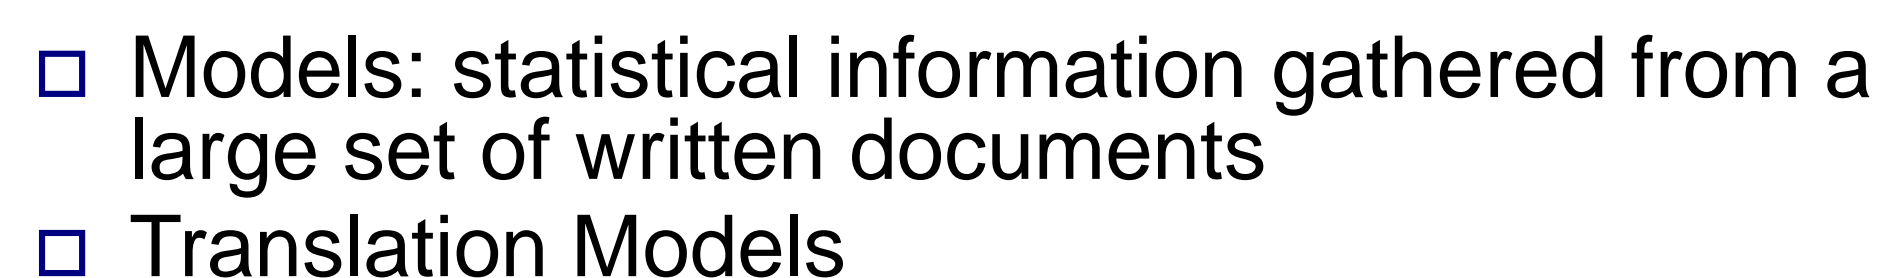 Models: statistical information gathered from a
large set of written documents
Translation Models